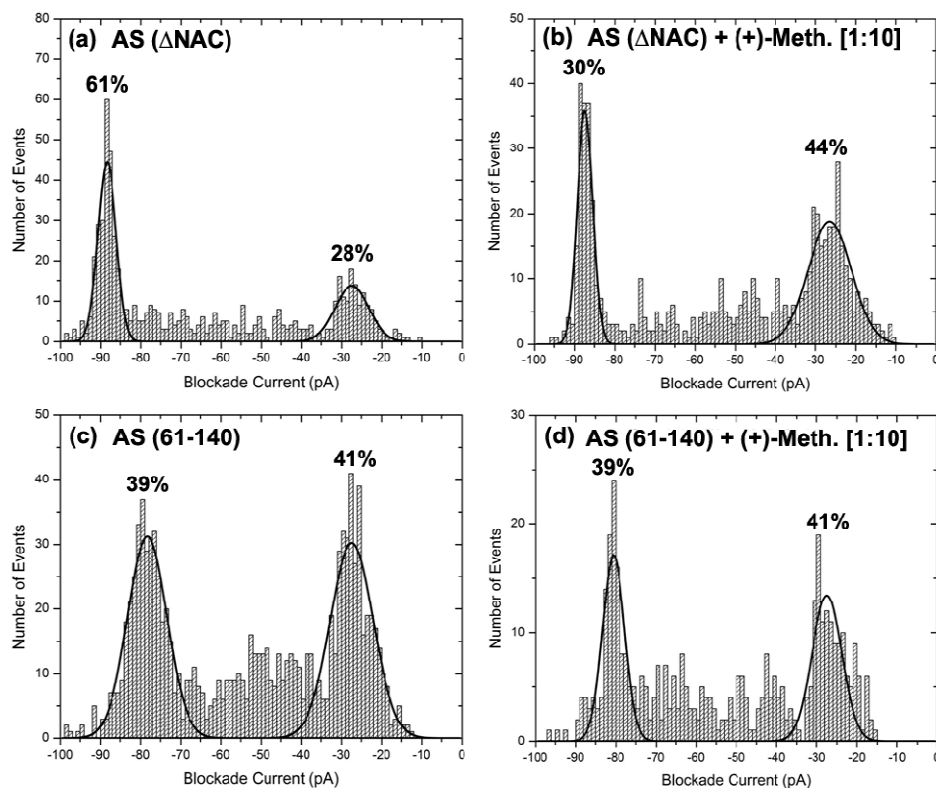 (a) AS (ΔNAC)
61%
28%
80
70
60
50
40
30
20
10
0
Number of Events
-100 -90 -80 -70 -60 -50 -40 -30 -20 -10 0
Blockade Current (pA)
(b) AS (ΔNAC) + (+)-Meth. [1:10]
30%
44%
50
40
30
20
10
0
Number of Events
-100 -90 -80 -70 -60 -50 -40 -30 -20 -10 0
Blockade Current (pA)
(c) AS (61-140)
39%
41%
50
40
30
20
10
0
Number of Events
-100 -90 -80 -70 -60 -50 -40 -30 -20 -10 0
Blockade Current (pA)
(d) AS (61-140) + (+)-Meth. [1:10]
39%
41%
30
20
10
0
Number of Events
-100 -90 -80 -70 -60 -50 -40 -30 -20 -10 0
Blockade Current (pA)